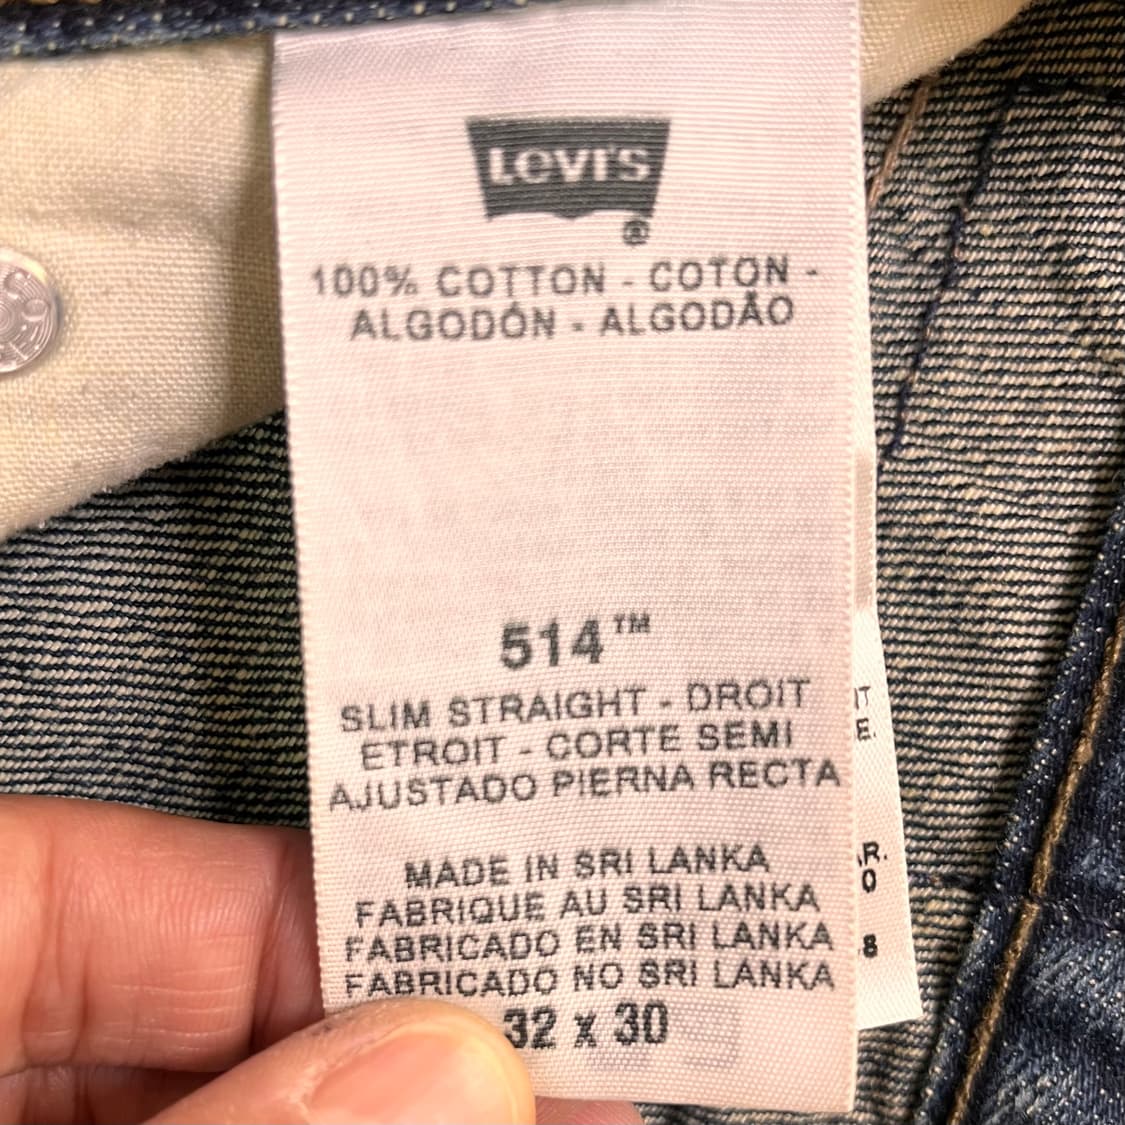 Levi's
®
100% COTTON - COTON -
ALGODÓN - ALGODÃO
514™
SLIM STRAIGHT - DROIT
ETROIT - CORTE SEMI
AJUSTADO PIERNA RECTA
MADE IN SRI LANKA
FABRIQUE AU SRI LANKA
FABRICADO EN SRI LANKA
FABRICADO NO SRI LANKA
32 x 30